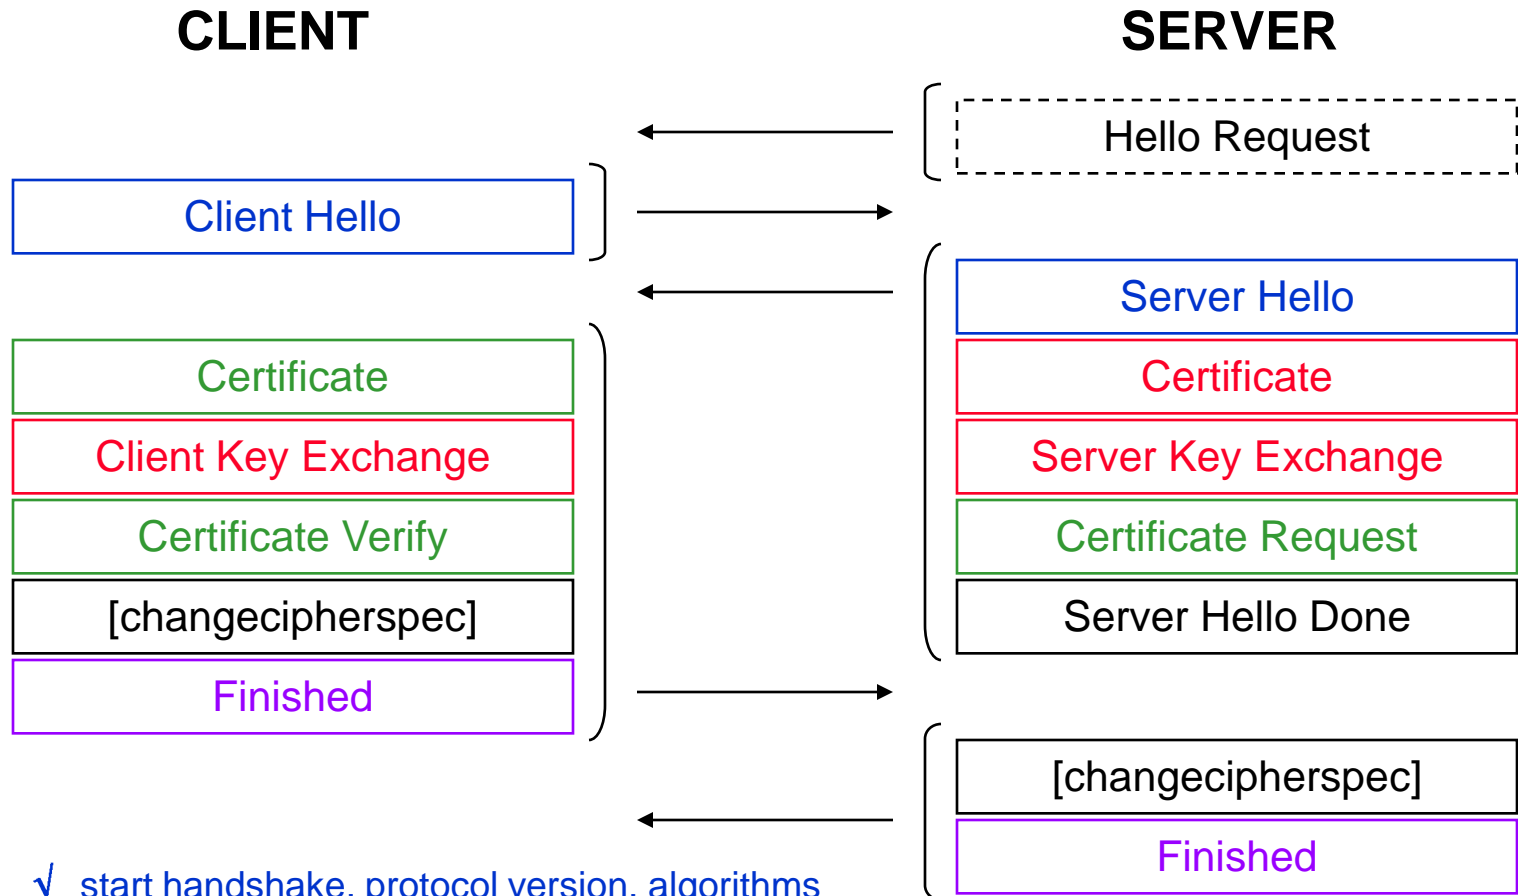 CLIENT
SERVER
Hello Request
Client Hello
Server Hello
Certificate
Certificate
Client Key Exchange
Server Key Exchange
Certificate Verify
Certificate Request
[changecipherspec]
Server Hello Done
Finished
[changecipherspec]
Finished
√ start handshake, protocol version, algorithms